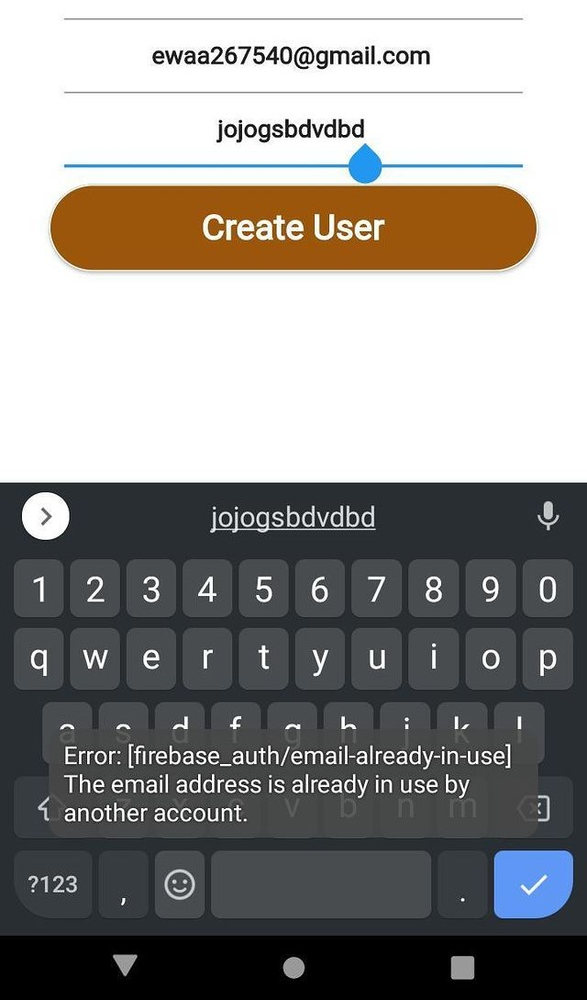 ewaa267540@gmail.com
jojogsbdvdbd
Create User
jojogsbdvdbd
1 2 3 4 5 6 7 8 9 0
q w e r t y u i o p
a s d f g h j k l
Error: [firebase_auth/email-already-in-use]
The email address is already in use by
another account.
z x c v b n m
?123 , .